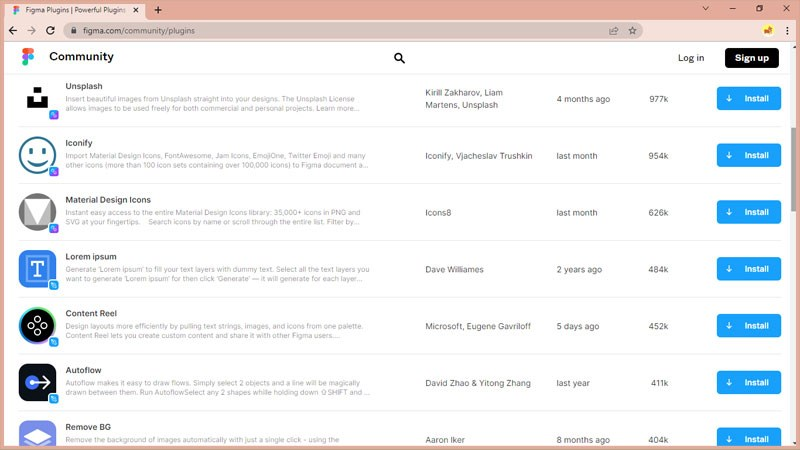 Figma Plugins | Powerful Plugins
figma.com/community/plugins
Community
Log in
Sign up
Unsplash
Insert beautiful images from Unsplash straight into your designs. The Unsplash License
allows images to be used freely for both commercial and personal projects. Learn more...
Kirill Zakharov, Liam
Martens, Unsplash
4 months ago
977k
Install
Iconify
Import Material Design Icons, FontAwesome, Jam Icons, EmojiOne, Twitter Emoji and many
other icons (more than 100 icon sets containing over 100,000 icons) to Figma document a...
Iconify, Vjacheslav Trushkin
last month
954k
Install
Material Design Icons
Instant easy access to the entire Material Design Icons library: 35,000+ icons in PNG and
SVG at your fingertips. Search icons by name or scroll through the entire list. Filter by...
Icons8
last month
626k
Install
T
Lorem ipsum
Generate 'Lorem ipsum' to fill your text layers with dummy text. Select all the text layers you
want to generate 'Lorem ipsum' for then click 'Generate' — it will generate for each layer...
Dave Williames
2 years ago
484k
Install
Content Reel
Design layouts more efficiently by pulling text strings, images, and icons from one palette.
Content Reel lets you create custom content and share it with other Figma users....
Microsoft, Eugene Gavriloff
5 days ago
452k
Install
Autoflow
Autoflow makes it easy to draw flows. Simply select 2 objects and a line will be magically
drawn between them. Run AutoflowSelect any 2 shapes while holding down ⇧ SHIFT and ...
David Zhao & Yitong Zhang
last year
411k
Install
Remove BG
Remove the background of images automatically with just a single click - using the
Aaron Iker
8 months ago
404k
Install